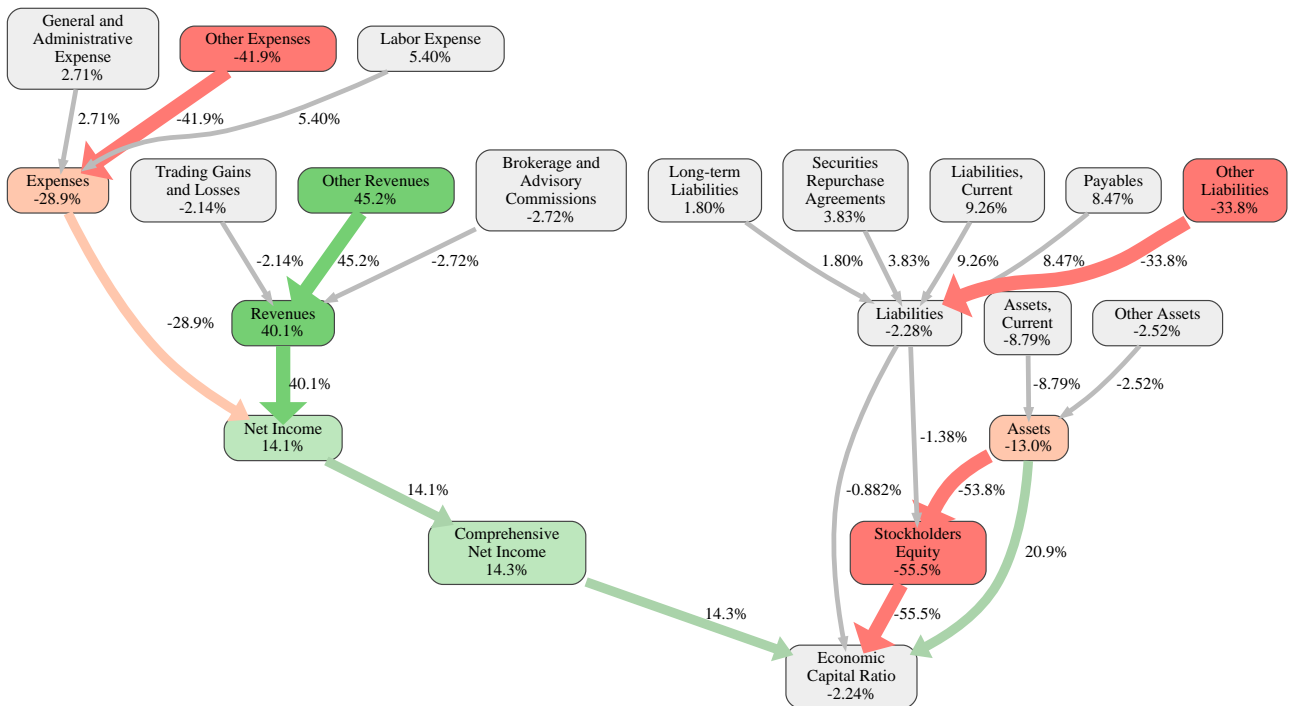 General and
Administrative
Expense
2.71%
Other Expenses
-41.9%
Labor Expense
5.40%
2.71%
-41.9%
5.40%
Expenses
-28.9%
Trading Gains
and Losses
-2.14%
Other Revenues
45.2%
Brokerage and
Advisory
Commissions
-2.72%
Long-term
Liabilities
1.80%
Securities
Repurchase
Agreements
3.83%
Liabilities,
Current
9.26%
Payables
8.47%
Other
Liabilities
-33.8%
-2.14%
45.2%
-2.72%
1.80%
3.83%
9.26%
8.47%
-33.8%
-28.9%
Revenues
40.1%
Liabilities
-2.28%
Assets,
Current
-8.79%
Other Assets
-2.52%
40.1%
-8.79%
-2.52%
Net Income
14.1%
-1.38%
Assets
-13.0%
14.1%
-0.882%
-53.8%
Comprehensive
Net Income
14.3%
Stockholders
Equity
-55.5%
20.9%
14.3%
-55.5%
Economic
Capital Ratio
-2.24%